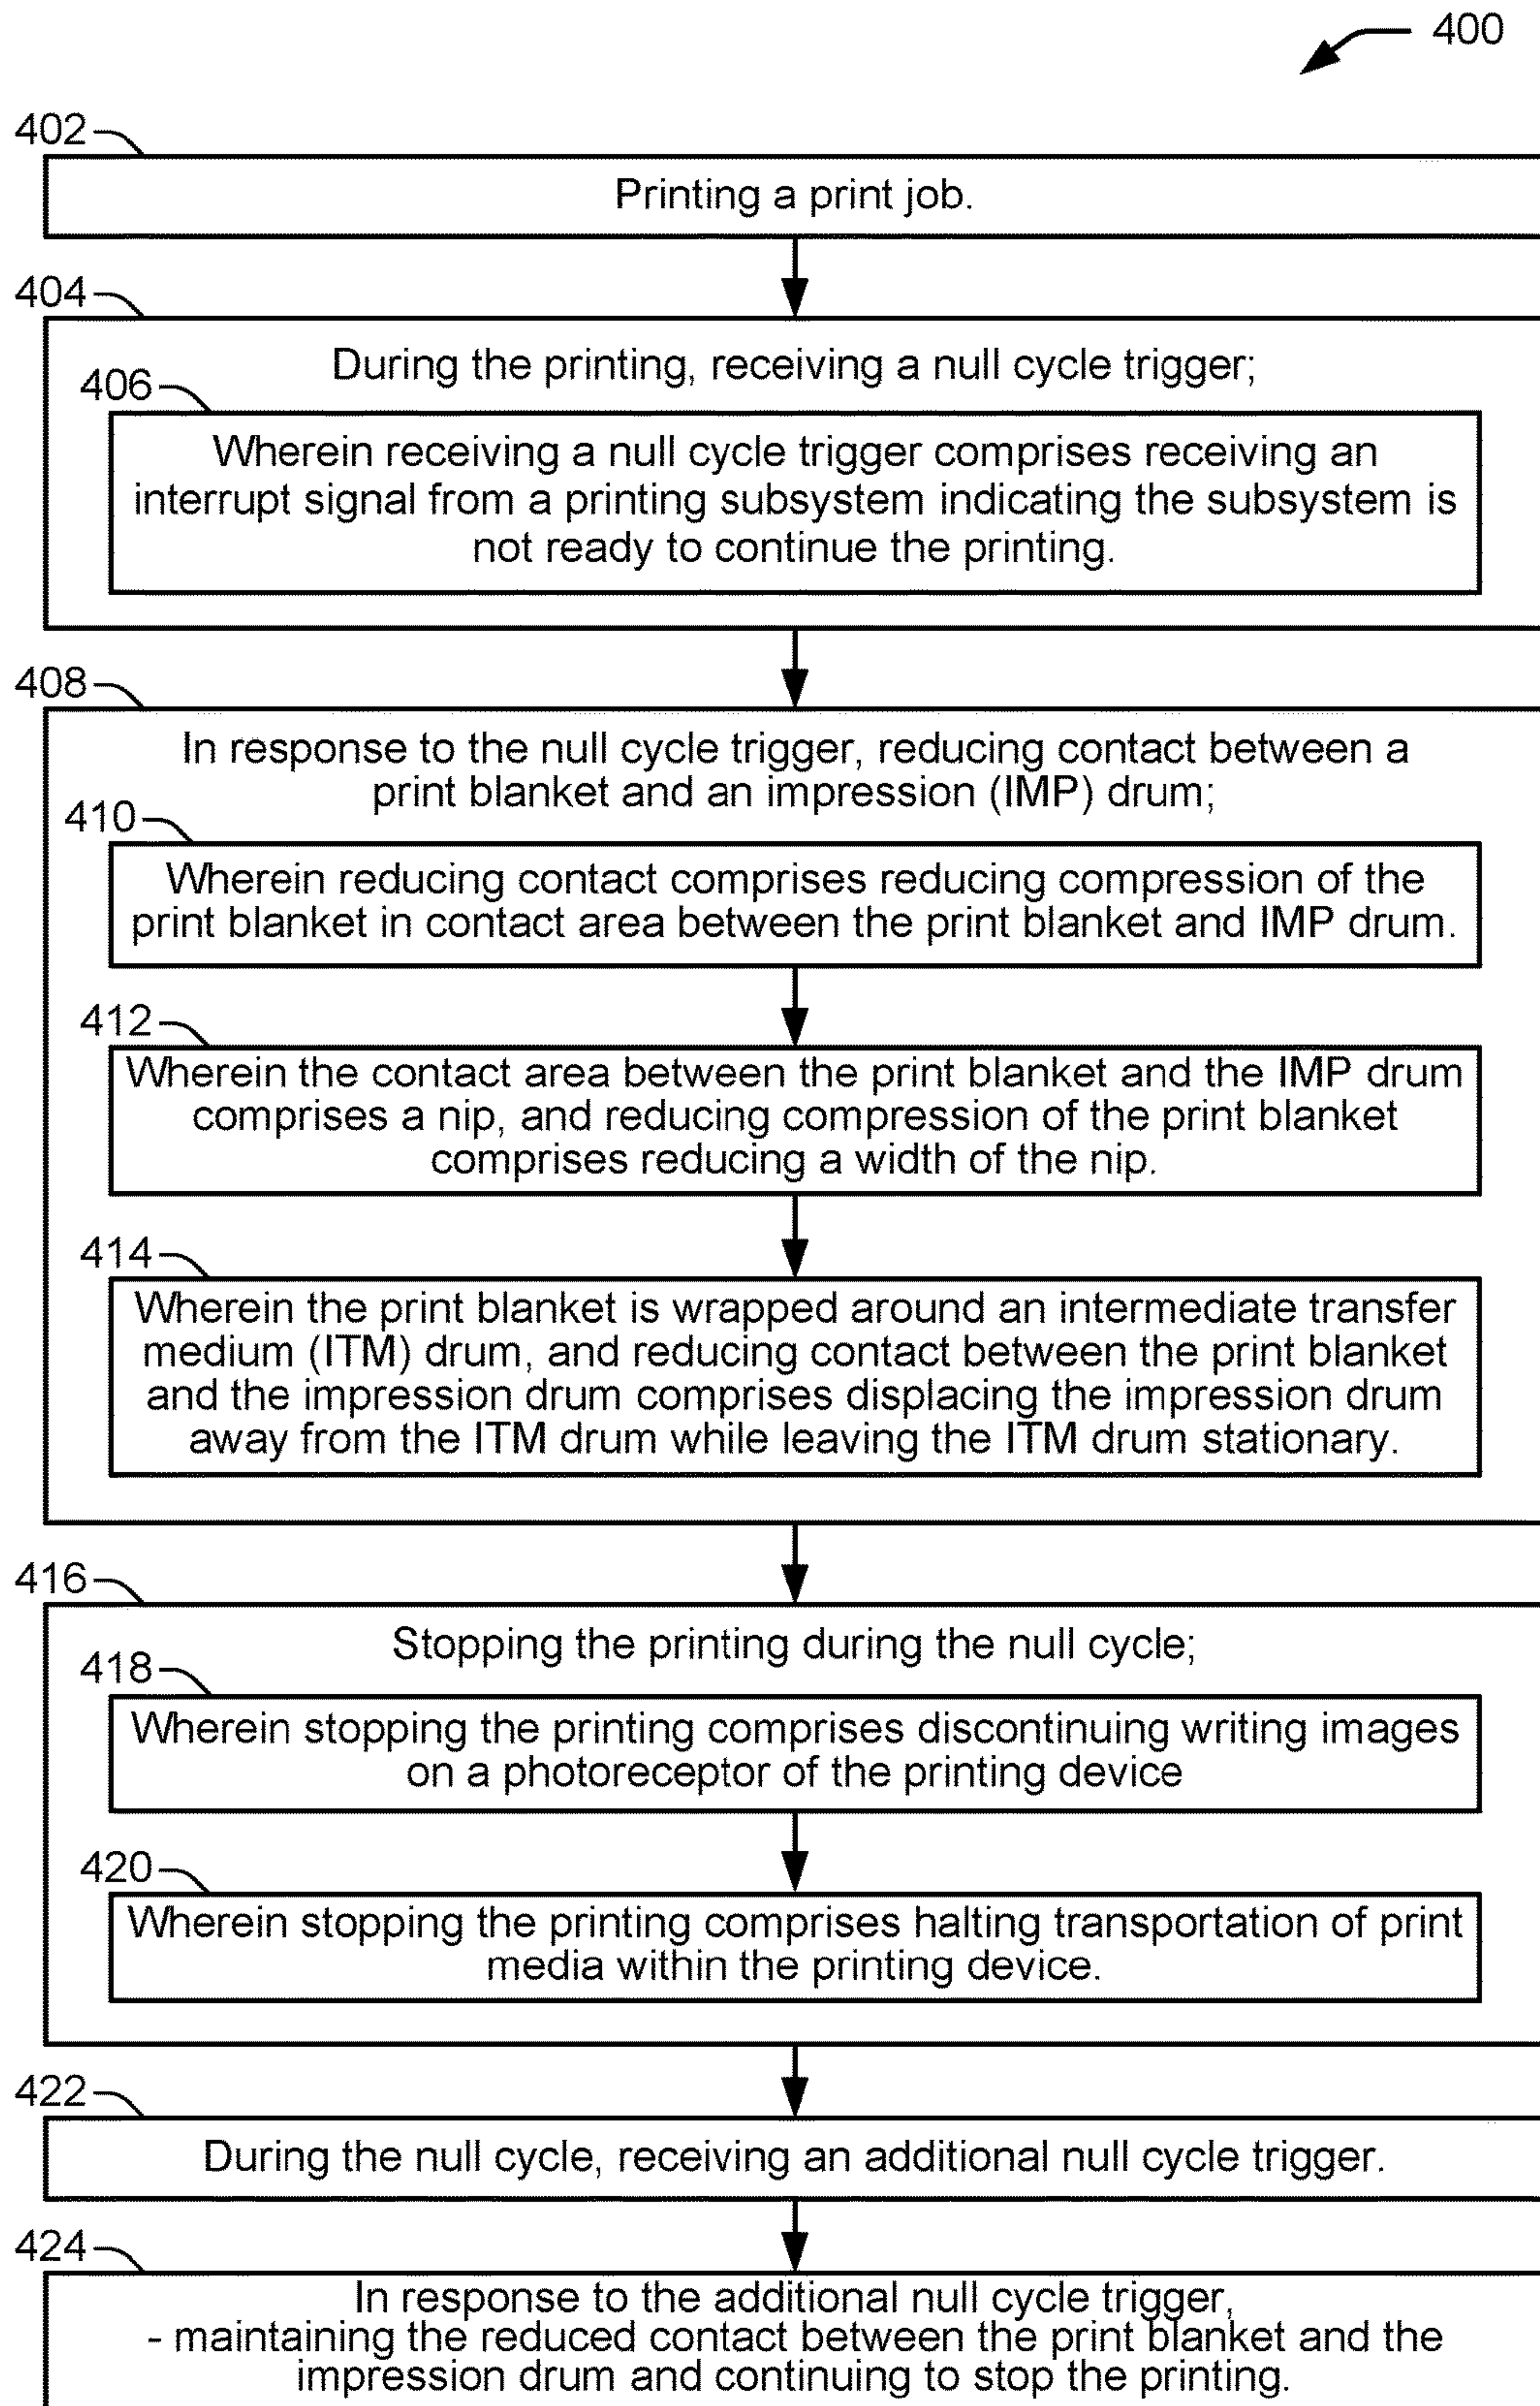 400
402
Printing a print job.
404
During the printing, receiving a null cycle trigger;
406
Wherein receiving a null cycle trigger comprises receiving an
interrupt signal from a printing subsystem indicating the subsystem is
not ready to continue the printing.
408
In response to the null cycle trigger, reducing contact between a
print blanket and an impression (IMP) drum;
410
Wherein reducing contact comprises reducing compression of the
print blanket in contact area between the print blanket and IMP drum.
412
Wherein the contact area between the print blanket and the IMP drum
comprises a nip, and reducing compression of the print blanket
comprises reducing a width of the nip.
414
Wherein the print blanket is wrapped around an intermediate transfer
medium (ITM) drum, and reducing contact between the print blanket
and the impression drum comprises displacing the impression drum
away from the ITM drum while leaving the ITM drum stationary.
416
Stopping the printing during the null cycle;
418
Wherein stopping the printing comprises discontinuing writing images
on a photoreceptor of the printing device
420
Wherein stopping the printing comprises halting transportation of print
media within the printing device.
422
During the null cycle, receiving an additional null cycle trigger.
424
In response to the additional null cycle trigger,
- maintaining the reduced contact between the print blanket and the
impression drum and continuing to stop the printing.